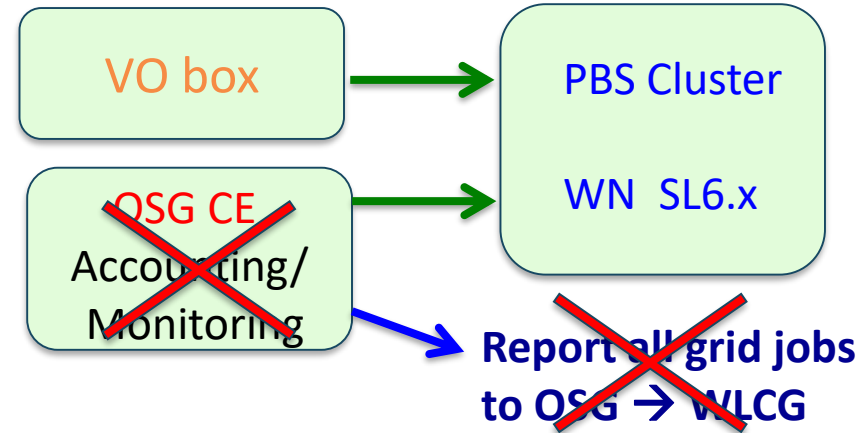 VO box
PBS Cluster
WN SL6.x
OSG CE
Accounting/
Monitoring
Report all grid jobs
to OSG → WLCG